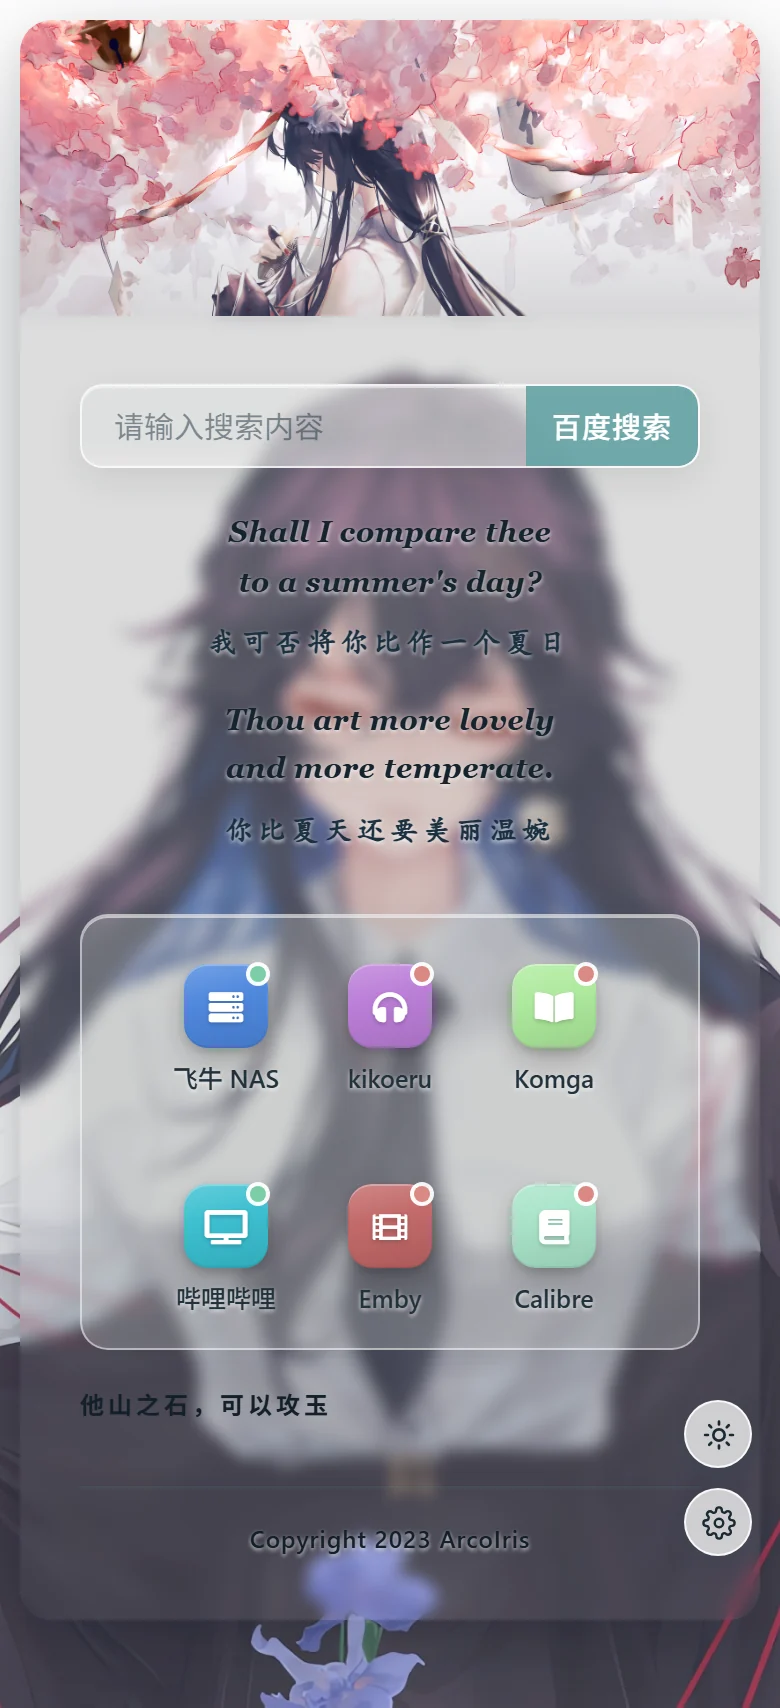 请输入搜索内容
百度搜索
Shall I compare thee
to a summer's day?
我可否将你比作一个夏日
Thou art more lovely
and more temperate.
你比夏天还要美丽温婉
飞牛 NAS
kikoeru
Komga
哔哩哔哩
Emby
Calibre
他山之石，可以攻玉
Copyright 2023 ArcoIris